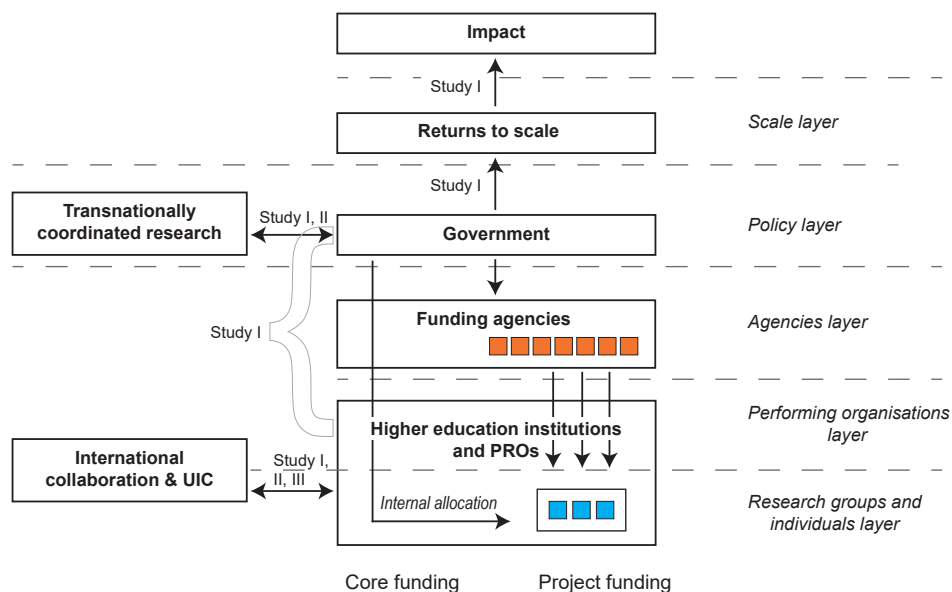 Impact
Study I
Returns to scale
Scale layer
Study I
Transnationally
coordinated research
Study I, II
Government
Policy layer
Funding agencies
Agencies layer
Study I
Higher education institutions
and PROs
Performing organisations
layer
International
collaboration & UIC
Study I,
II, III
Internal allocation
Research groups and
individuals layer
Core funding
Project funding